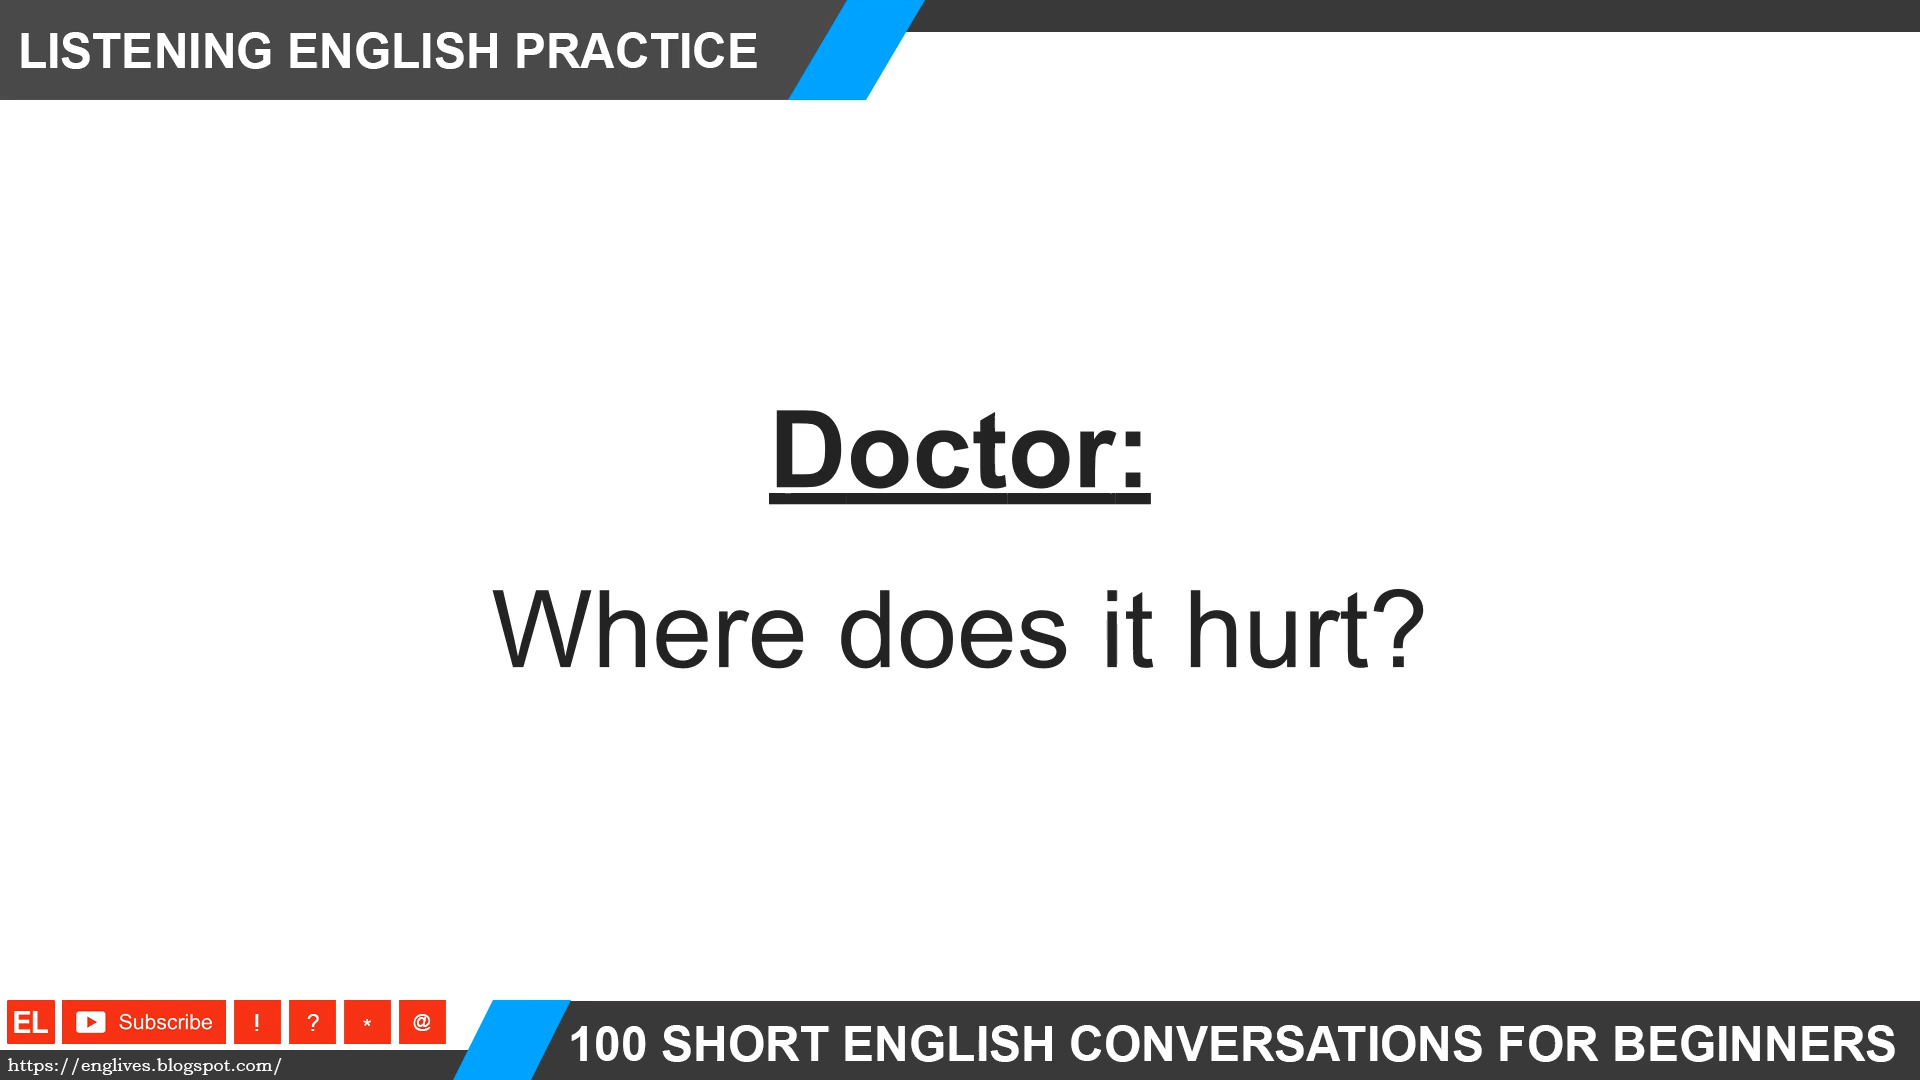 LISTENING ENGLISH PRACTICE
Doctor:
Where does it hurt?
EL Subscribe ! ? * @
https://englives.blogspot.com/
100 SHORT ENGLISH CONVERSATIONS FOR BEGINNERS